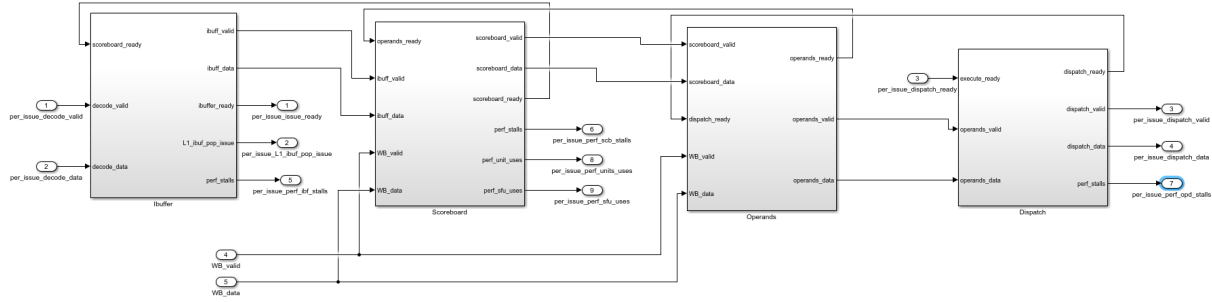 scoreboard_ready
decode_valid
decode_data
ibuff_valid
ibuff_data
ibuffer_ready
L1_ibuf_pop_issue
perf_stalls
Ibuffer
1
per_issue_decode_valid
2
per_issue_decode_data
1
per_issue_issue_ready
2
per_issue_L1_ibuf_pop_issue
5
per_issue_perf_ibf_stalls
operands_ready
ibuff_valid
ibuff_data
WB_valid
WB_data
scoreboard_valid
scoreboard_data
scoreboard_ready
perf_stalls
perf_unit_uses
perf_sfu_uses
Scoreboard
6
per_issue_perf_scb_stalls
8
per_issue_perf_units_uses
9
per_issue_perf_sfu_uses
4
WB_valid
5
WB_data
scoreboard_valid
scoreboard_data
dispatch_ready
WB_valid
WB_data
operands_ready
operands_valid
operands_data
Operands
3
per_issue_dispatch_ready
execute_ready
operands_valid
operands_data
dispatch_ready
dispatch_valid
dispatch_data
perf_stalls
Dispatch
3
per_issue_dispatch_valid
4
per_issue_dispatch_data
7
per_issue_perf_opd_stalls